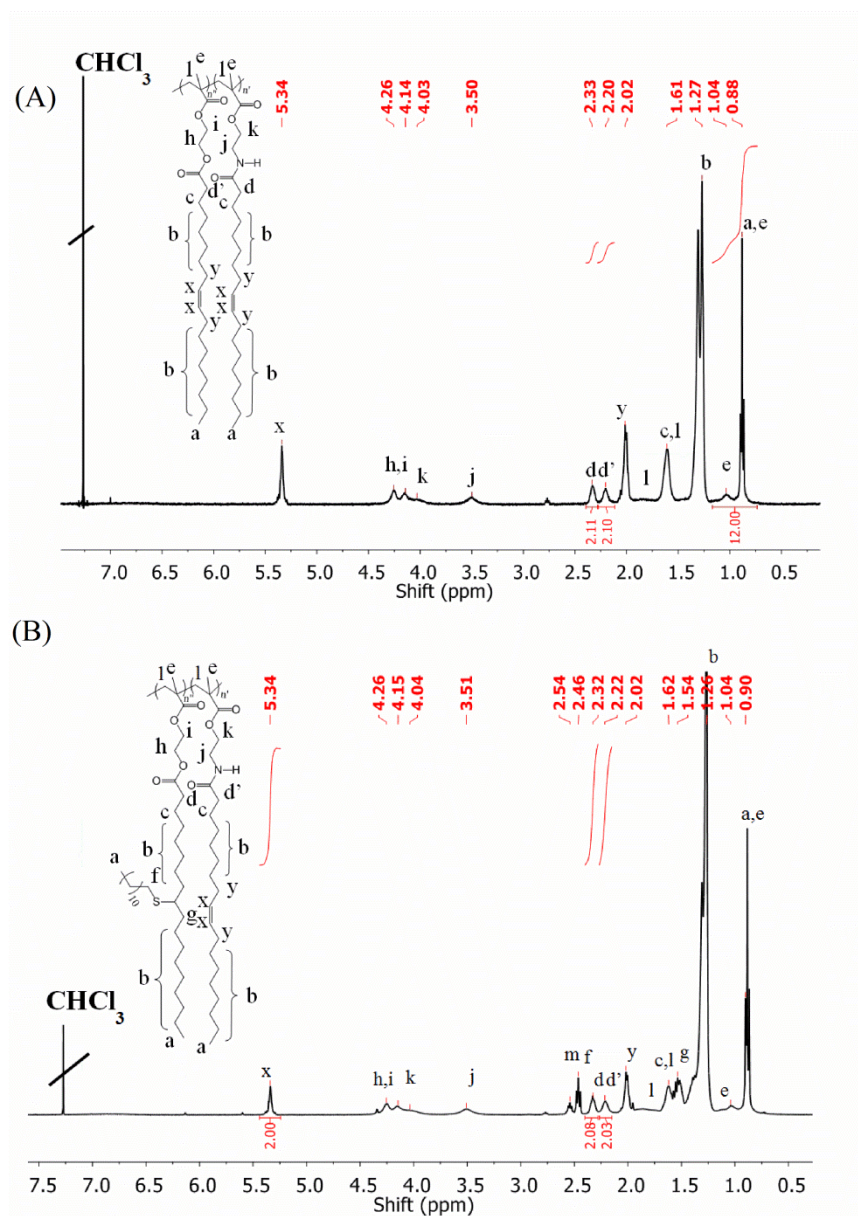 (A)
CHCl3
5.34
4.26
4.14
4.03
3.50
2.33
2.20
2.02
1.61
1.27
1.04
0.88
l e l e
n' n'
O O
O O
i k
h j
O N-H
O O
c d' c d
b b
y y
x x
x x
y y
b b
a a
x
h,i
k
j
d d'
y
l
c,l
b
e
a,e
2.11
2.10
12.00
7.5 7.0 6.5 6.0 5.5 5.0 4.5 4.0 3.5 3.0 2.5 2.0 1.5 1.0 0.5
Shift (ppm)
(B)
CHCl3
5.34
4.26
4.15
4.04
3.51
2.54
2.46
2.32
2.22
2.02
1.62
1.54
1.26
1.04
0.90
l e l e
n' n'
O O
O O
i k
h j
O N-H
O O
d d'
c c
b b
a
10
f
S
y
g x
x
y
b b
a a
x
h,i
k
j
m f
d d'
y
l
c,l
g
b
e
a,e
2.00
2.08
2.03
7.5 7.0 6.5 6.0 5.5 5.0 4.5 4.0 3.5 3.0 2.5 2.0 1.5 1.0 0.5
Shift (ppm)